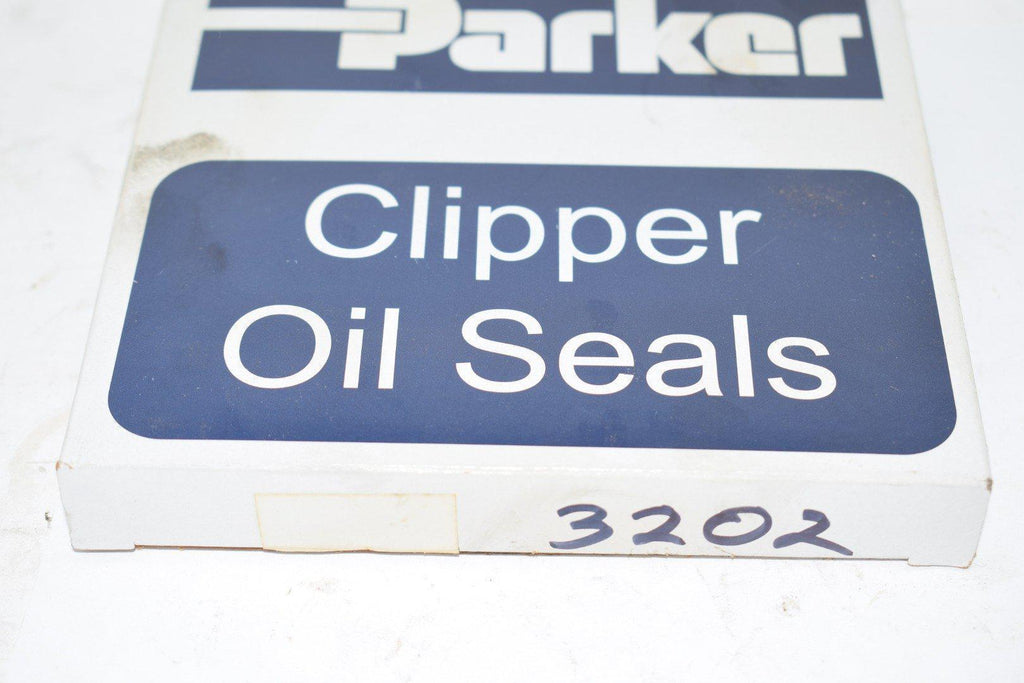 Parker
Clipper
Oil Seals
3202